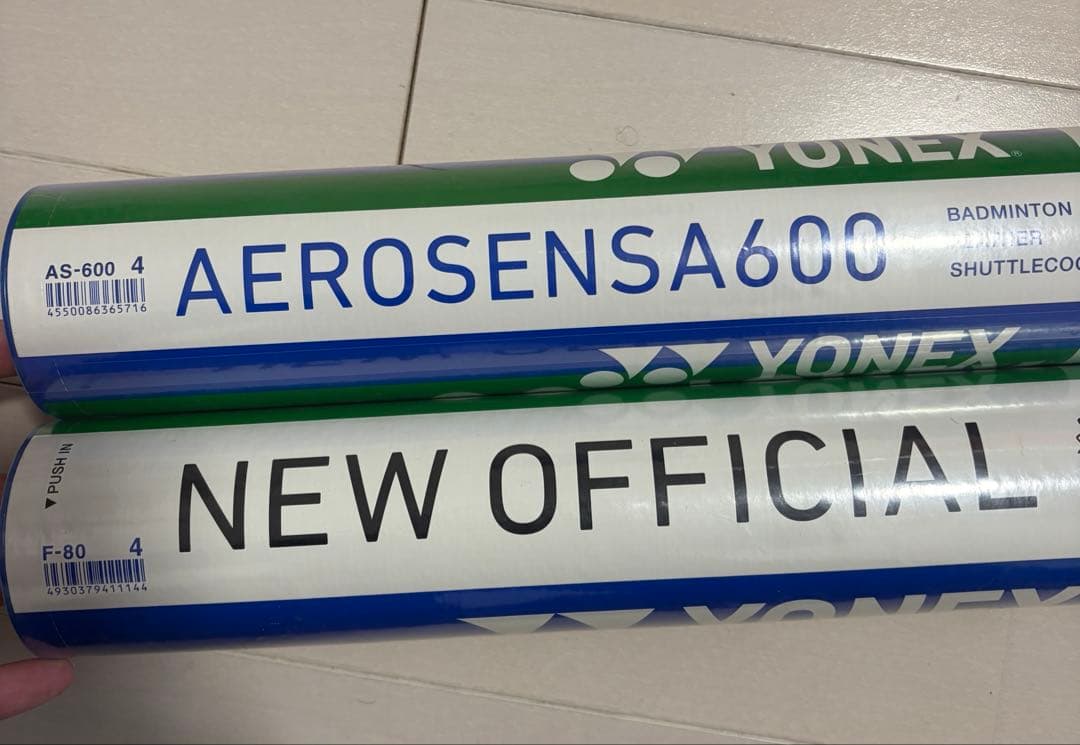 YONEX®
AS-600 4
4550086365716
AEROSENSA600
BADMINTON
SHUTTLECOC
YONEX
▼PUSH IN
NEW OFFICIAL
F-80 4
4930379411144
YONEX